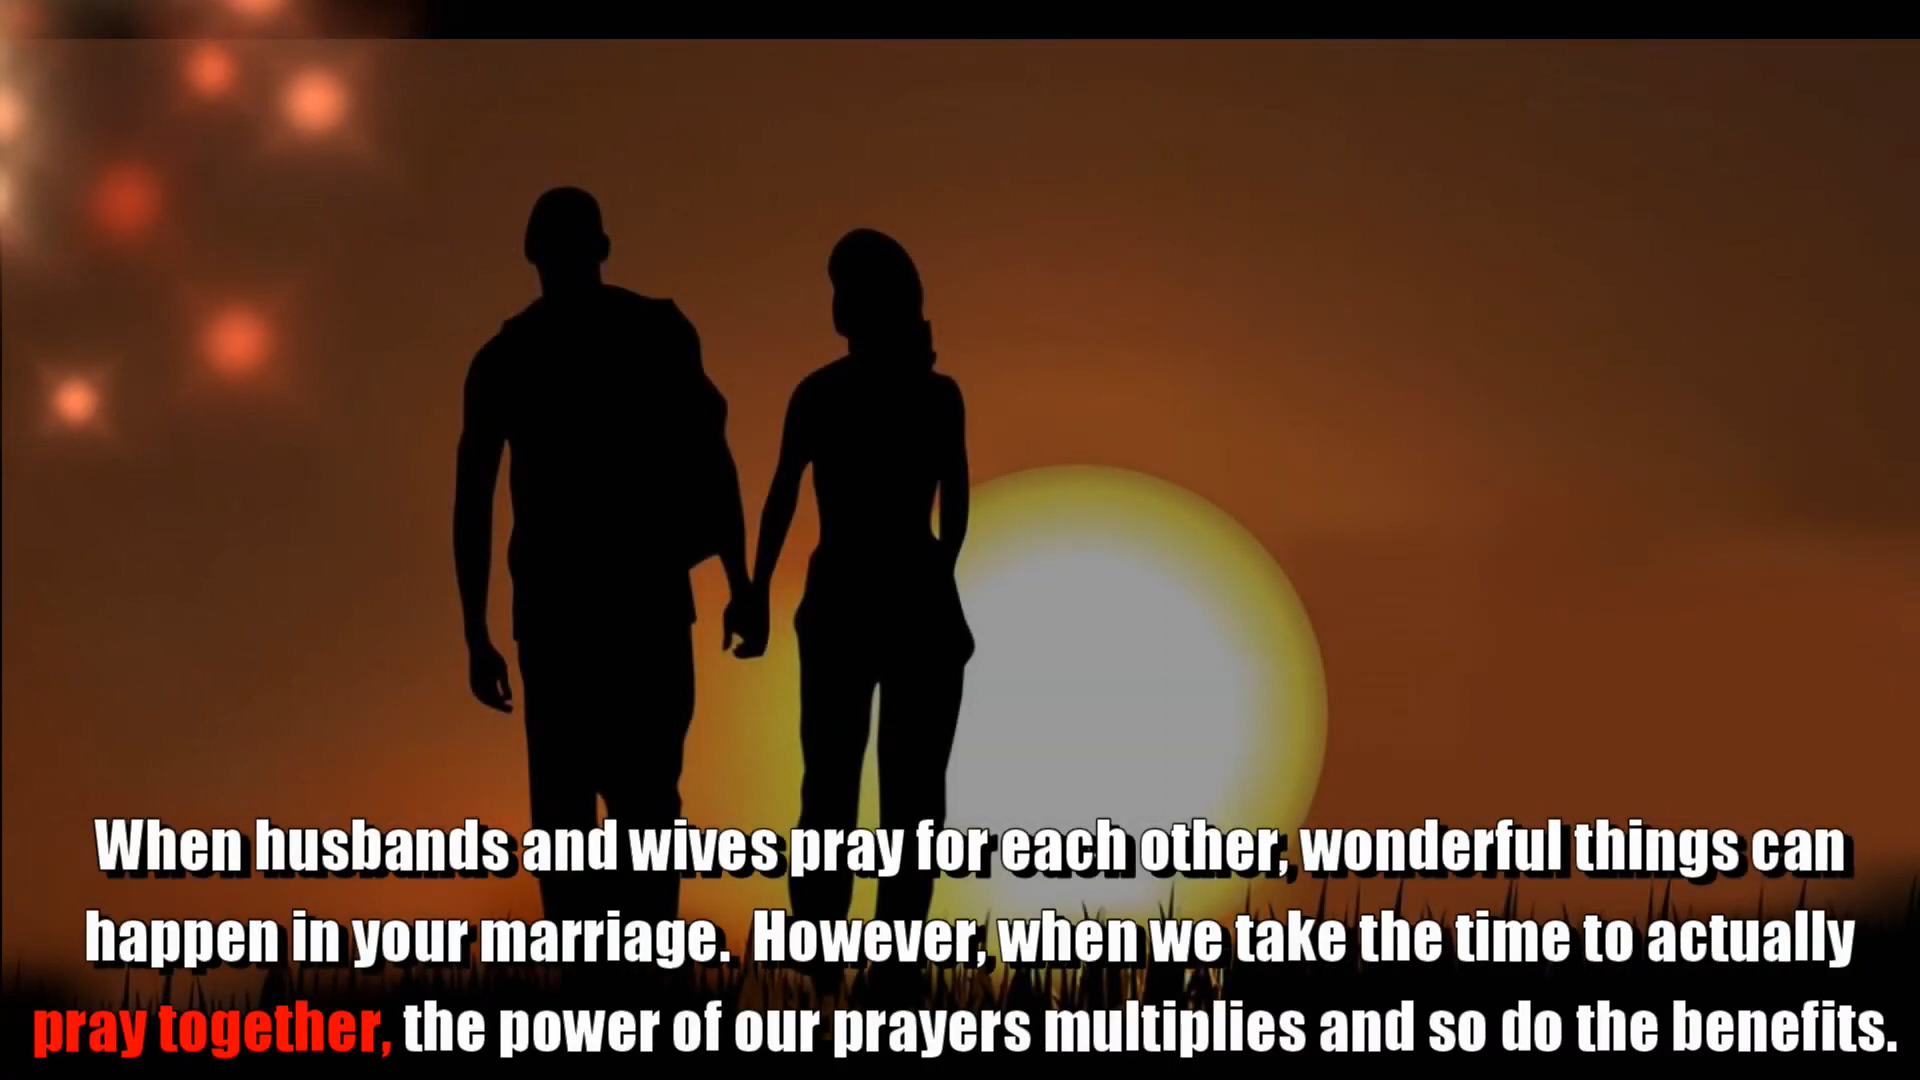 When husbands and wives pray for each other, wonderful things can
happen in your marriage.  However, when we take the time to actually
pray together, the power of our prayers multiplies and so do the benefits.